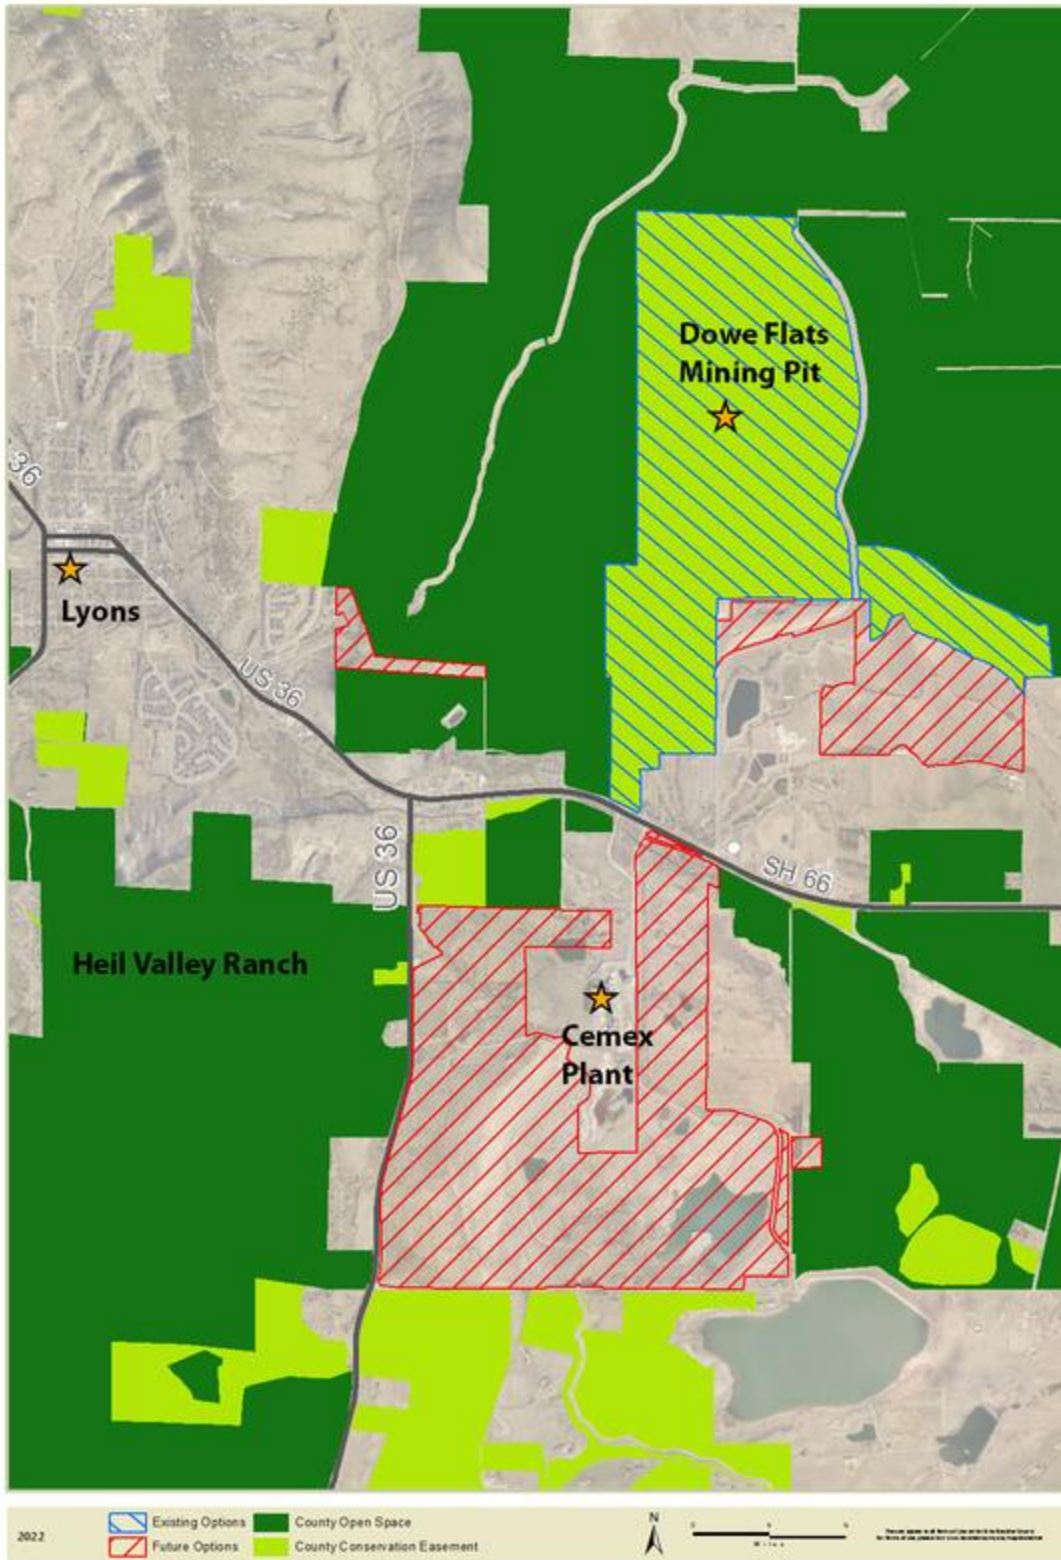 Dowe Flats
Mining Pit
36
Lyons
US 36
US 36
SH 66
Heil Valley Ranch
Cemex
Plant
2022
Existing Options
County Open Space
Future Options
County Conservation Easement
N
Miles